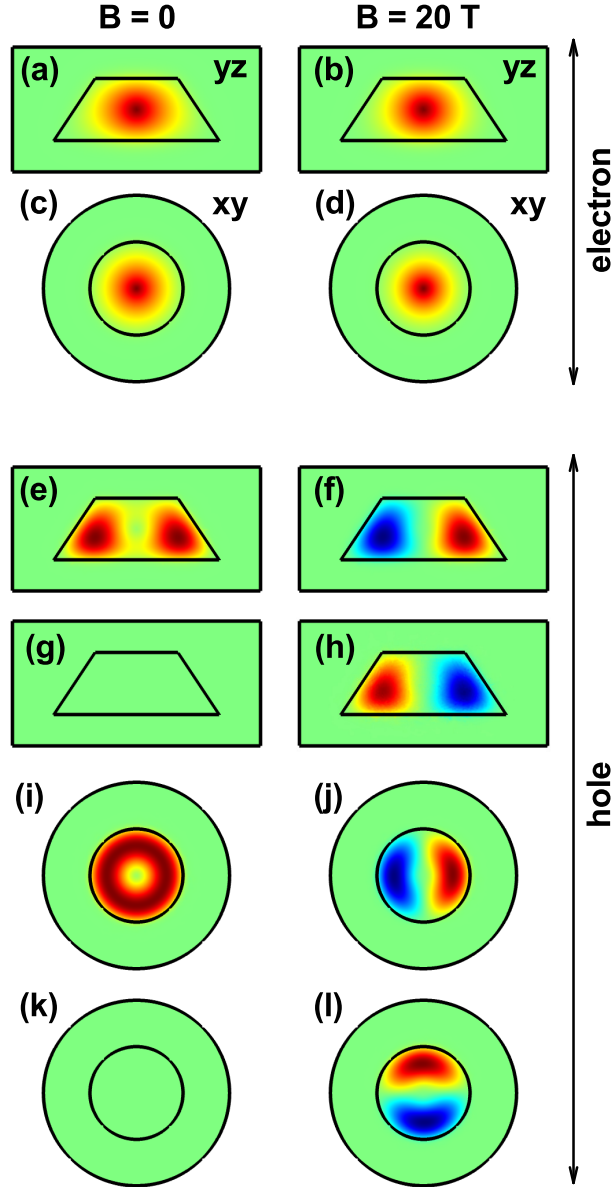 B = 0 B = 20 T
(a) yz (b) yz
(c) xy (d) xy
electron
(e) (f)
(g) (h)
(i) (j)
hole
(k) (l)